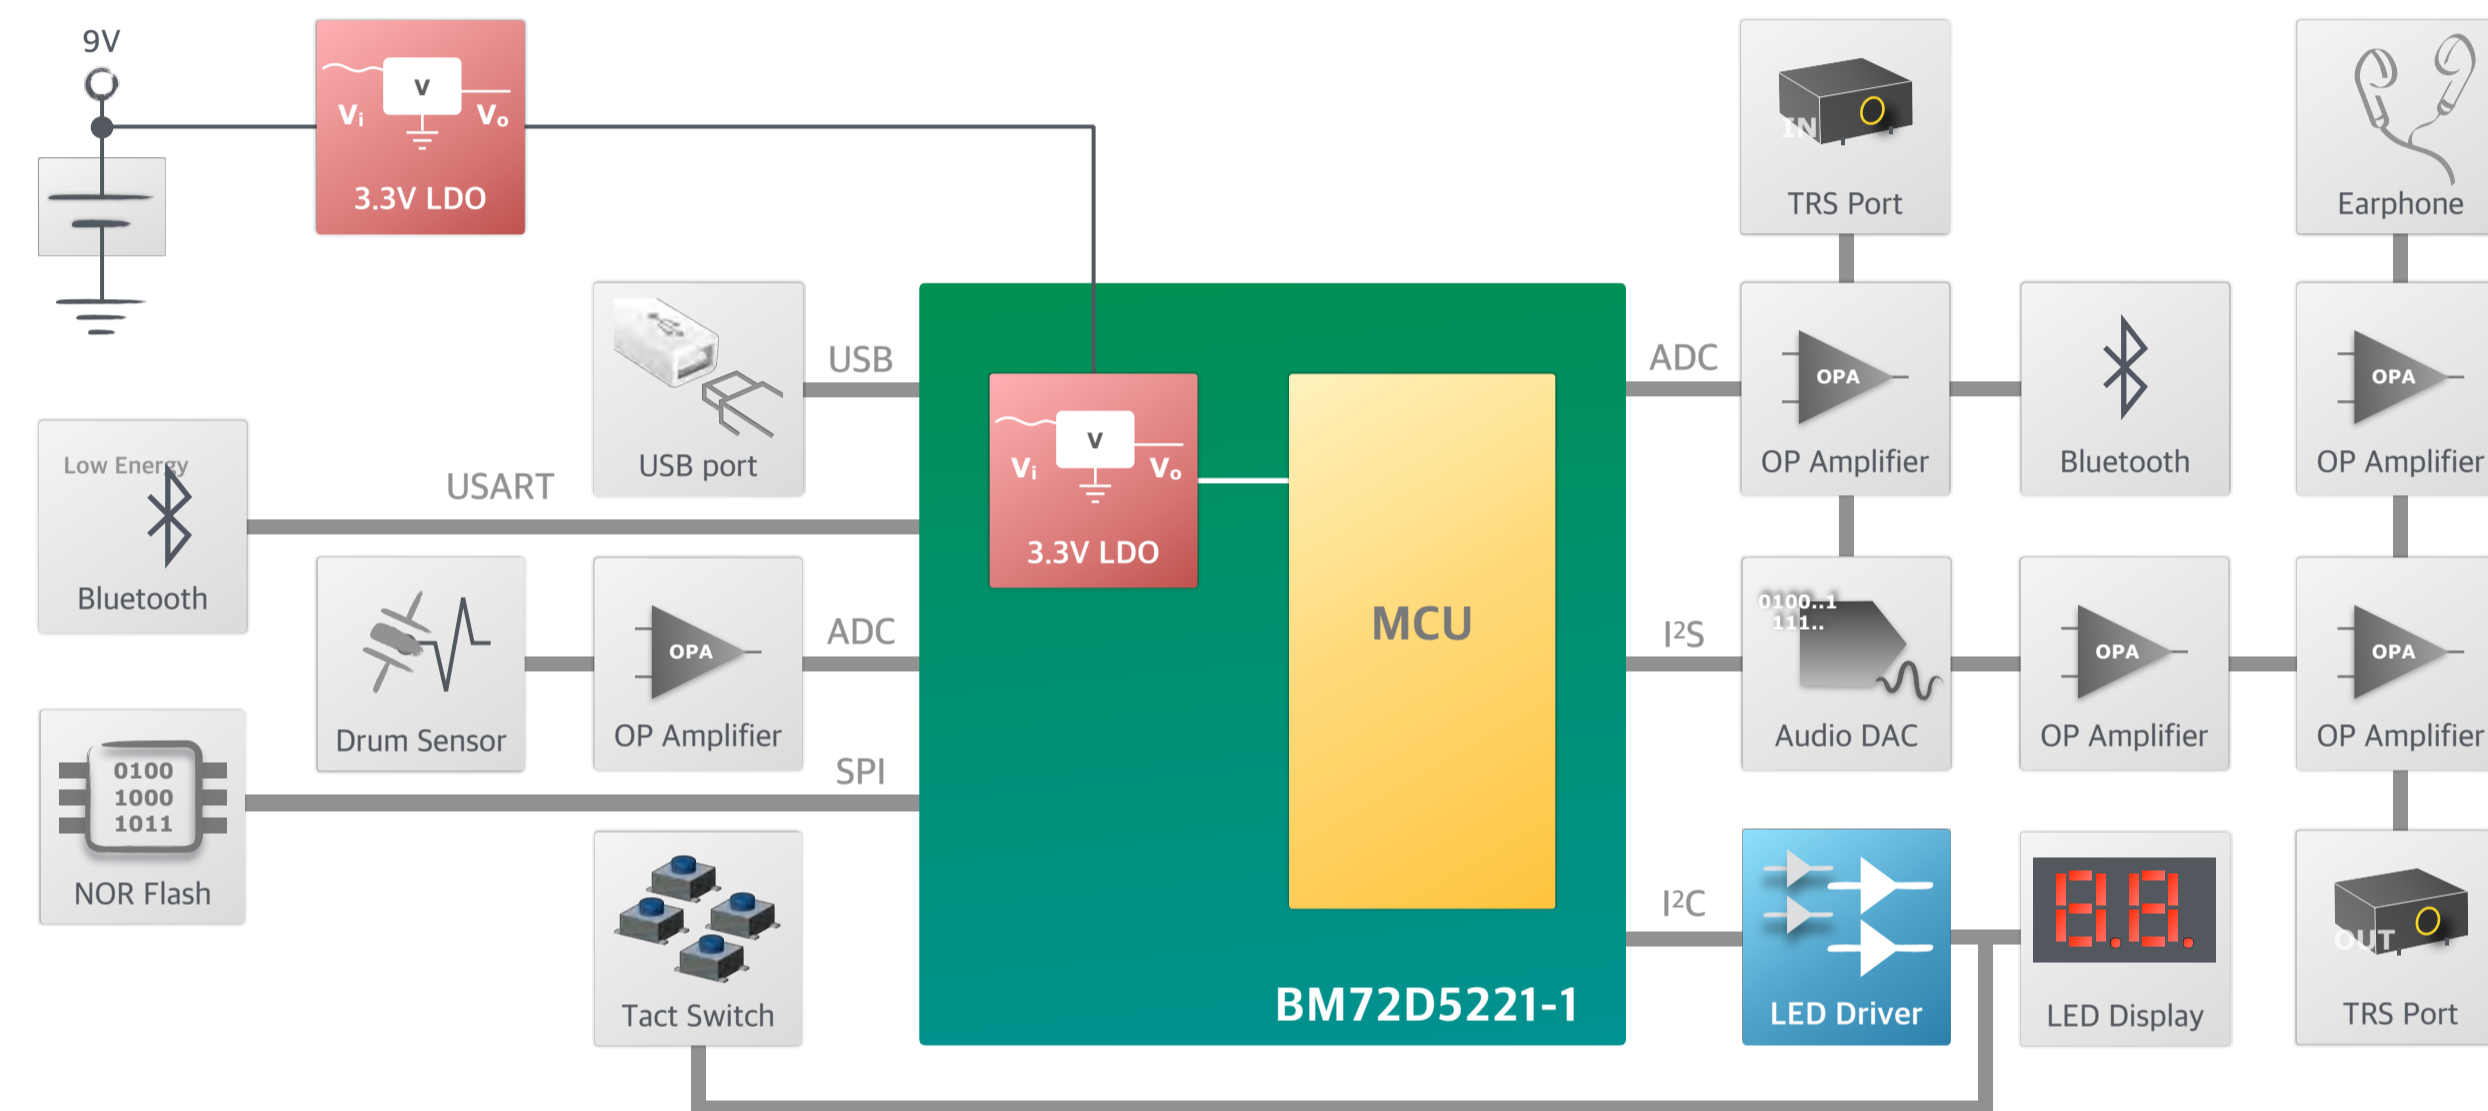 9V
V
Vi
Vo
3.3V LDO
IN
TRS Port
Earphone
USB port
USB
Low Energy
Bluetooth
USART
V
Vi
Vo
3.3V LDO
MCU
BM72D5221-1
ADC
OPA
OP Amplifier
Bluetooth
OPA
OP Amplifier
Drum Sensor
OPA
OP Amplifier
ADC
I²S
0100..1
111..
Audio DAC
OPA
OP Amplifier
OPA
OP Amplifier
0100
1000
1011
NOR Flash
SPI
Tact Switch
I²C
LED Driver
8.8.
LED Display
OUT
TRS Port